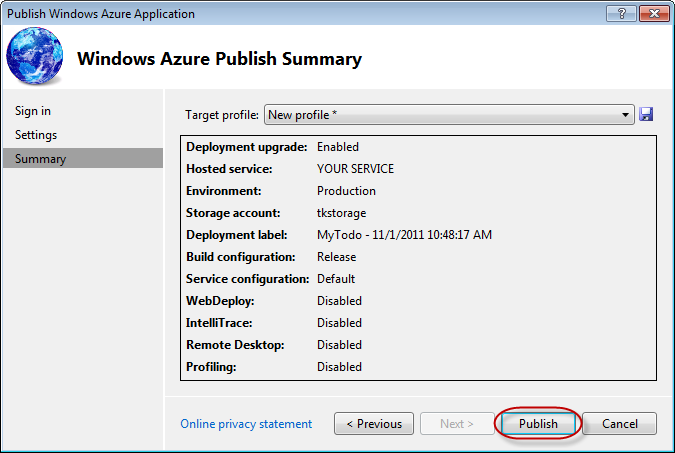 Publish Windows Azure Application
Windows Azure Publish Summary
Sign in
Settings
Summary
Target profile: New profile *
Deployment upgrade: Enabled
Hosted service: YOUR SERVICE
Environment: Production
Storage account: tkstorage
Deployment label: MyTodo - 11/1/2011 10:48:17 AM
Build configuration: Release
Service configuration: Default
WebDeploy: Disabled
IntelliTrace: Disabled
Remote Desktop: Disabled
Profiling: Disabled
Online privacy statement < Previous Next > Publish Cancel